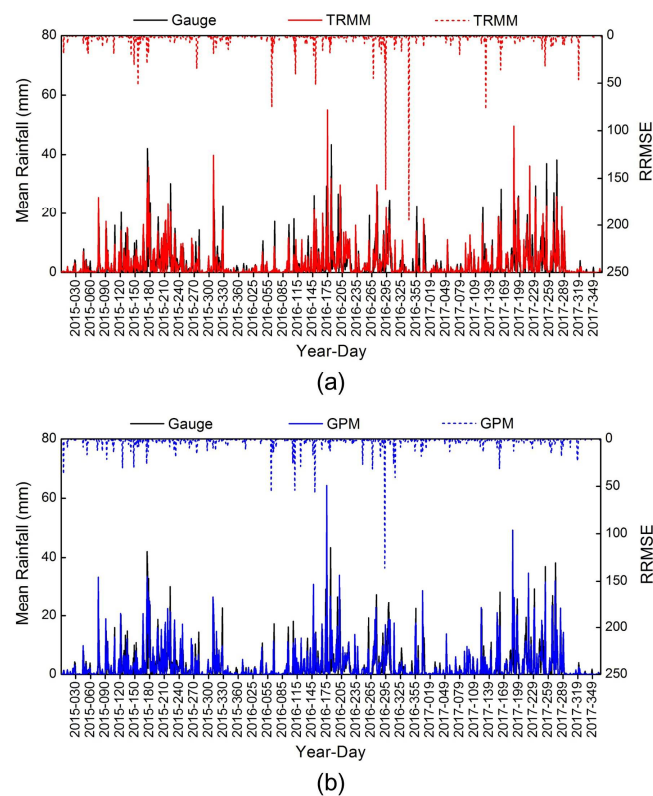 Gauge TRMM TRMM
80 0
60 50
100
40
150
20
200
0 250
Mean Rainfall (mm)
RRMSE
2015-030 2015-060 2015-090 2015-120 2015-150 2015-180 2015-210 2015-240 2015-270 2015-300 2015-330 2015-360 2016-025 2016-055 2016-085 2016-115 2016-145 2016-175 2016-205 2016-235 2016-265 2016-295 2016-325 2016-355 2017-019 2017-049 2017-079 2017-109 2017-139 2017-169 2017-199 2017-229 2017-259 2017-289 2017-319 2017-349
Year-Day
(a)
Gauge GPM GPM
80 0
60 50
100
40
150
20
200
0 250
Mean Rainfall (mm)
RRMSE
2015-030 2015-060 2015-090 2015-120 2015-150 2015-180 2015-210 2015-240 2015-270 2015-300 2015-330 2015-360 2016-025 2016-055 2016-085 2016-115 2016-145 2016-175 2016-205 2016-235 2016-265 2016-295 2016-325 2016-355 2017-019 2017-049 2017-079 2017-109 2017-139 2017-169 2017-199 2017-229 2017-259 2017-289 2017-319 2017-349
Year-Day
(b)